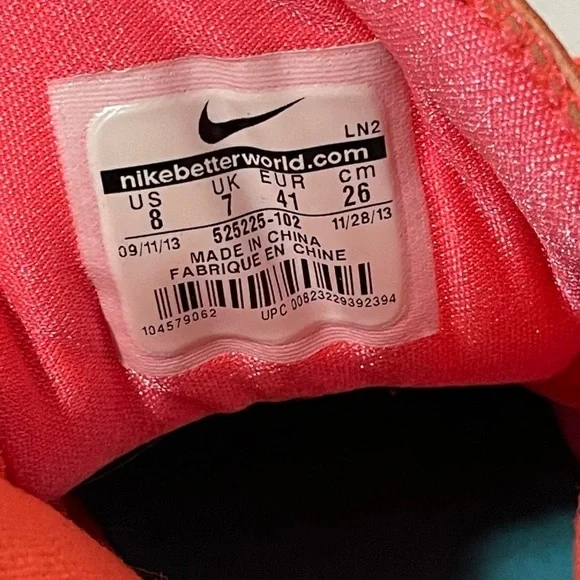 LN2
nikebetterworld.com
US UK EUR cm
8 7 41 26
09/11/13 525225-102 11/28/13
MADE IN CHINA
FABRIQUE EN CHINE
104579062 UPC 00823229392394